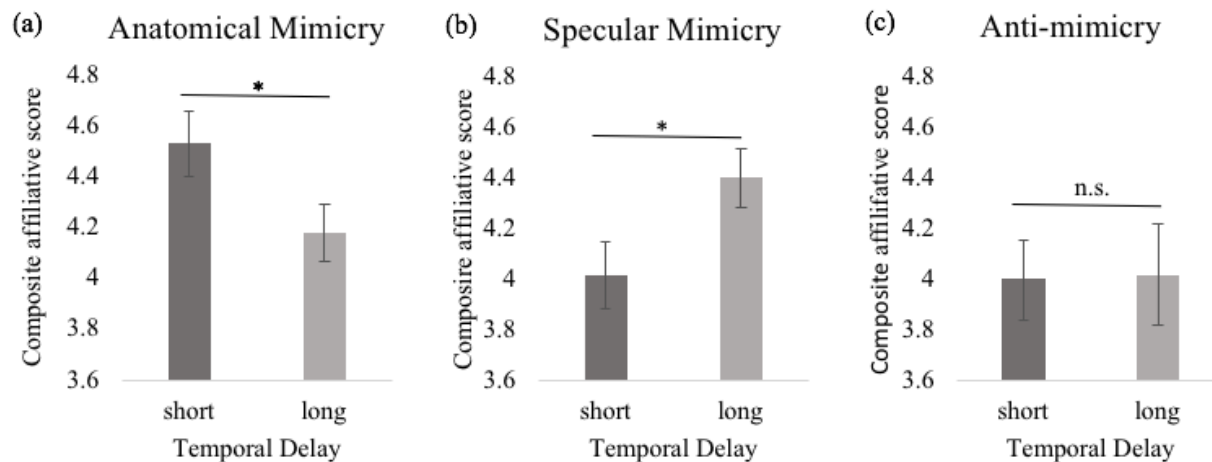 (a) Anatomical Mimicry
Composite affiliative score
4.8
4.6
4.4
4.2
4
3.8
3.6
*
short long
Temporal Delay
(b) Specular Mimicry
Composire affiliative score
4.8
4.6
4.4
4.2
4
3.8
3.6
*
short long
Temporal Delay
(c) Anti-mimicry
Composite affilifative score
4.8
4.6
4.4
4.2
4
3.8
3.6
n.s.
short long
Temporal Delay